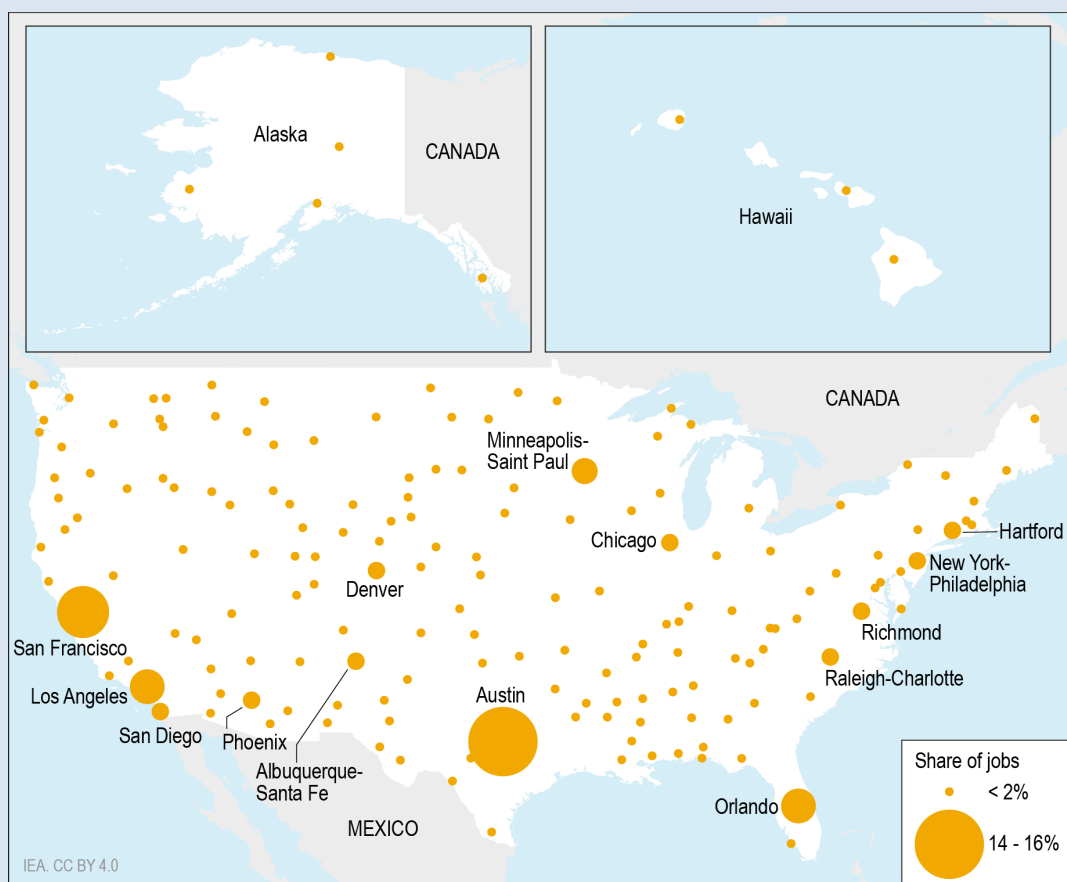 Alaska
CANADA
Hawaii
CANADA
Minneapolis-
Saint Paul
Chicago
Hartford
New York-
Philadelphia
Denver
Richmond
San Francisco
Raleigh-Charlotte
Los Angeles
Austin
San Diego
Phoenix
Albuquerque-
Santa Fe
Orlando
MEXICO
Share of jobs
< 2%
14 - 16%
IEA. CC BY 4.0